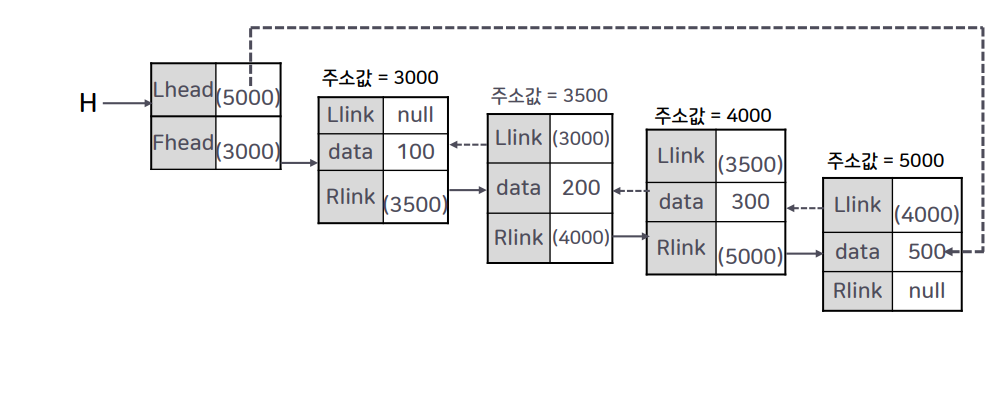 H
Lhead (5000)
Fhead (3000)
주소값 = 3000
Llink null
data 100
Rlink (3500)
주소값 = 3500
Llink (3000)
data 200
Rlink (4000)
주소값 = 4000
Llink (3500)
data 300
Rlink (5000)
주소값 = 5000
Llink (4000)
data 500
Rlink null